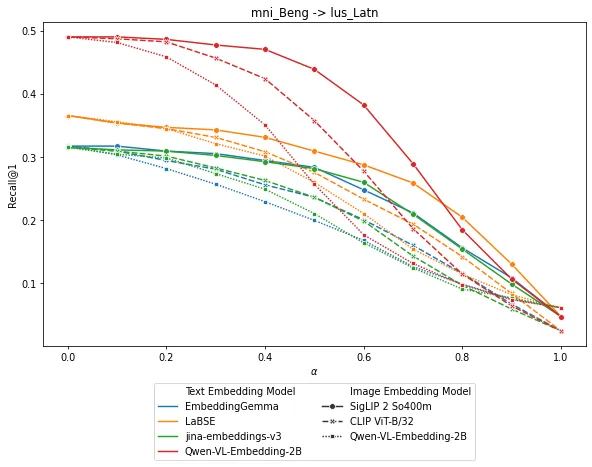 mni_Beng -> lus_Latn
0.5
0.4
0.3
0.2
0.1
Recall@1
0.0 0.2 0.4 0.6 0.8 1.0
α
Text Embedding Model Image Embedding Model
EmbeddingGemma SigLIP 2 So400m
LaBSE CLIP ViT-B/32
jina-embeddings-v3 Qwen-VL-Embedding-2B
Qwen-VL-Embedding-2B